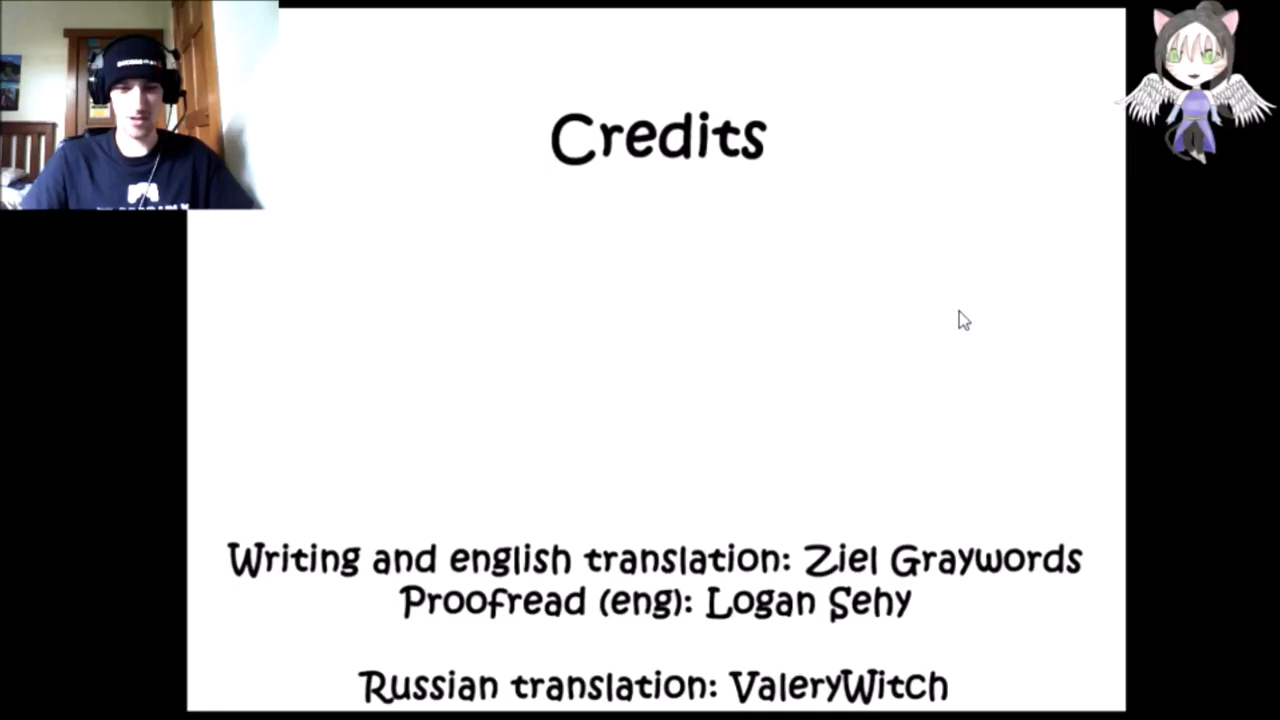 Credits
Writing and english translation: Ziel Graywords
Proofread (eng): Logan Sehy
Russian translation: ValeryWitch